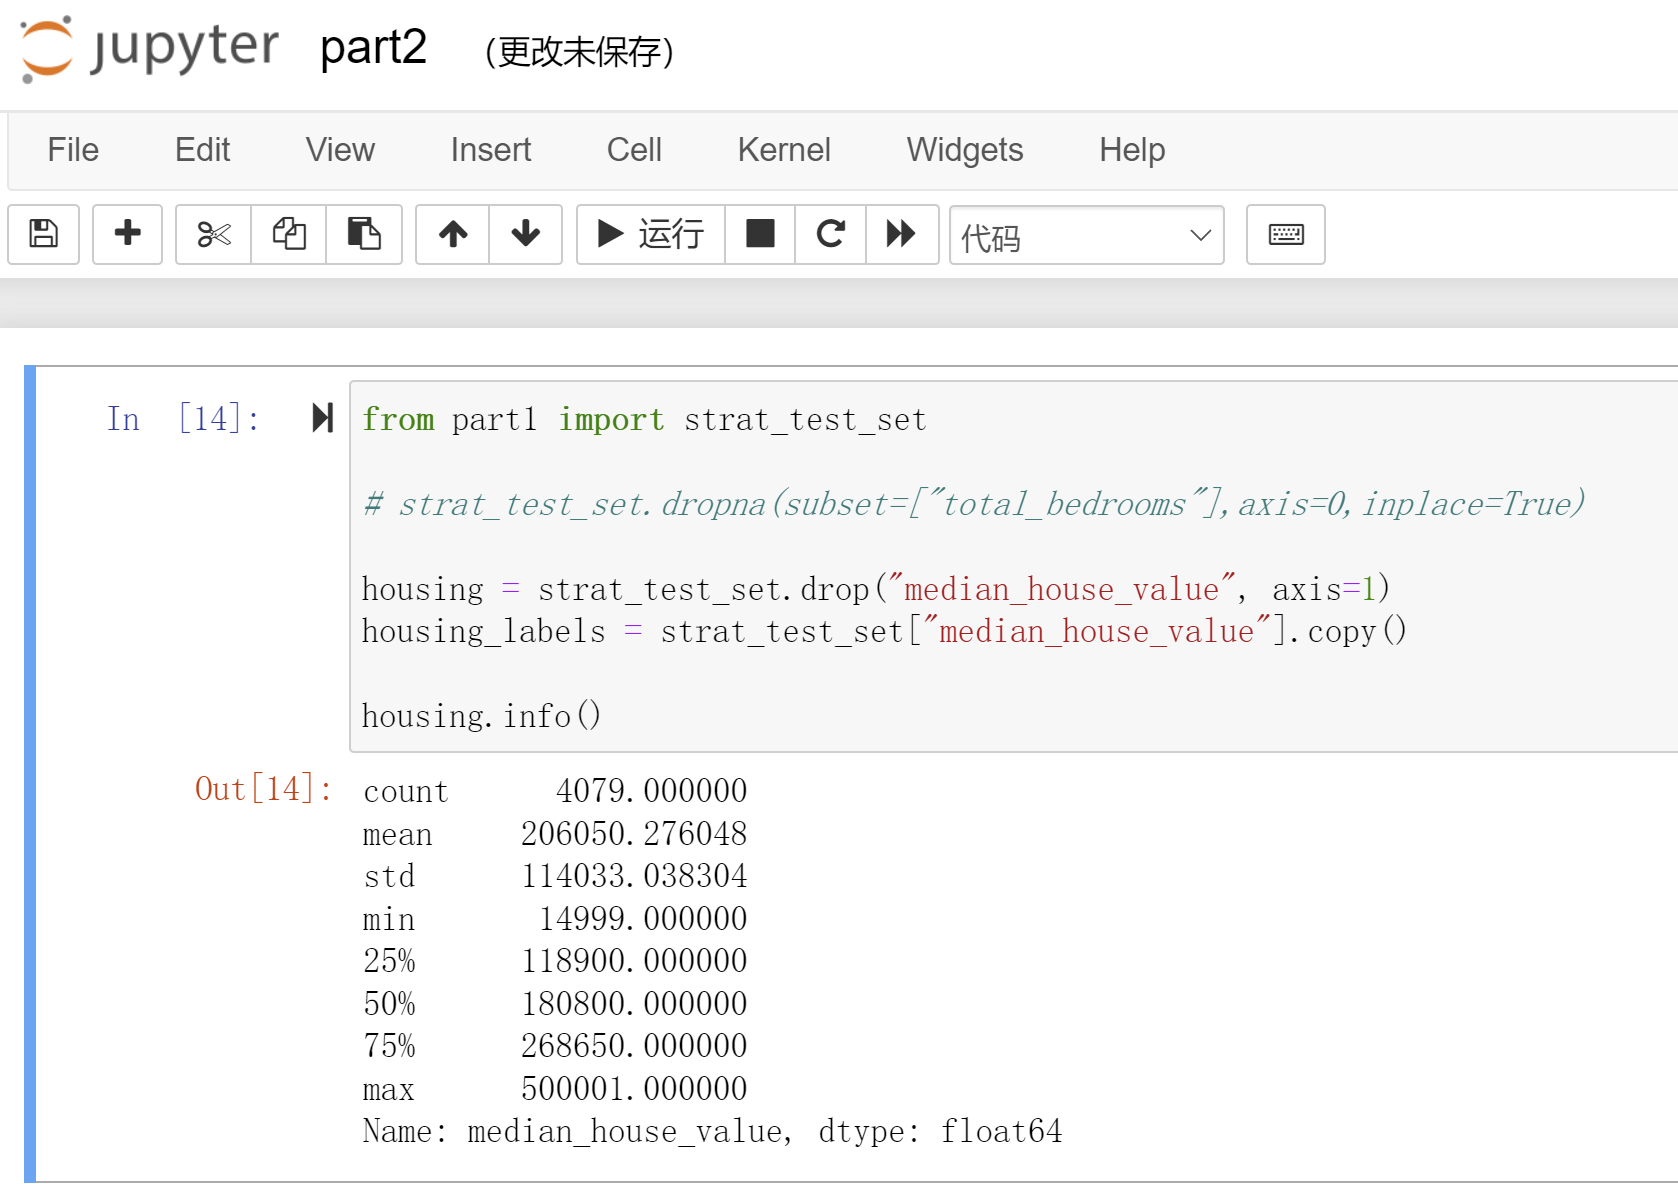 jupyter part2 (更改未保存)
File Edit View Insert Cell Kernel Widgets Help
运行 代码
In [14]: from part1 import strat_test_set
# strat_test_set.dropna(subset=["total_bedrooms"],axis=0,inplace=True)
housing = strat_test_set.drop("median_house_value", axis=1)
housing_labels = strat_test_set["median_house_value"].copy()
housing.info()
Out[14]: count 4079.000000
mean 206050.276048
std 114033.038304
min 14999.000000
25% 118900.000000
50% 180800.000000
75% 268650.000000
max 500001.000000
Name: median_house_value, dtype: float64